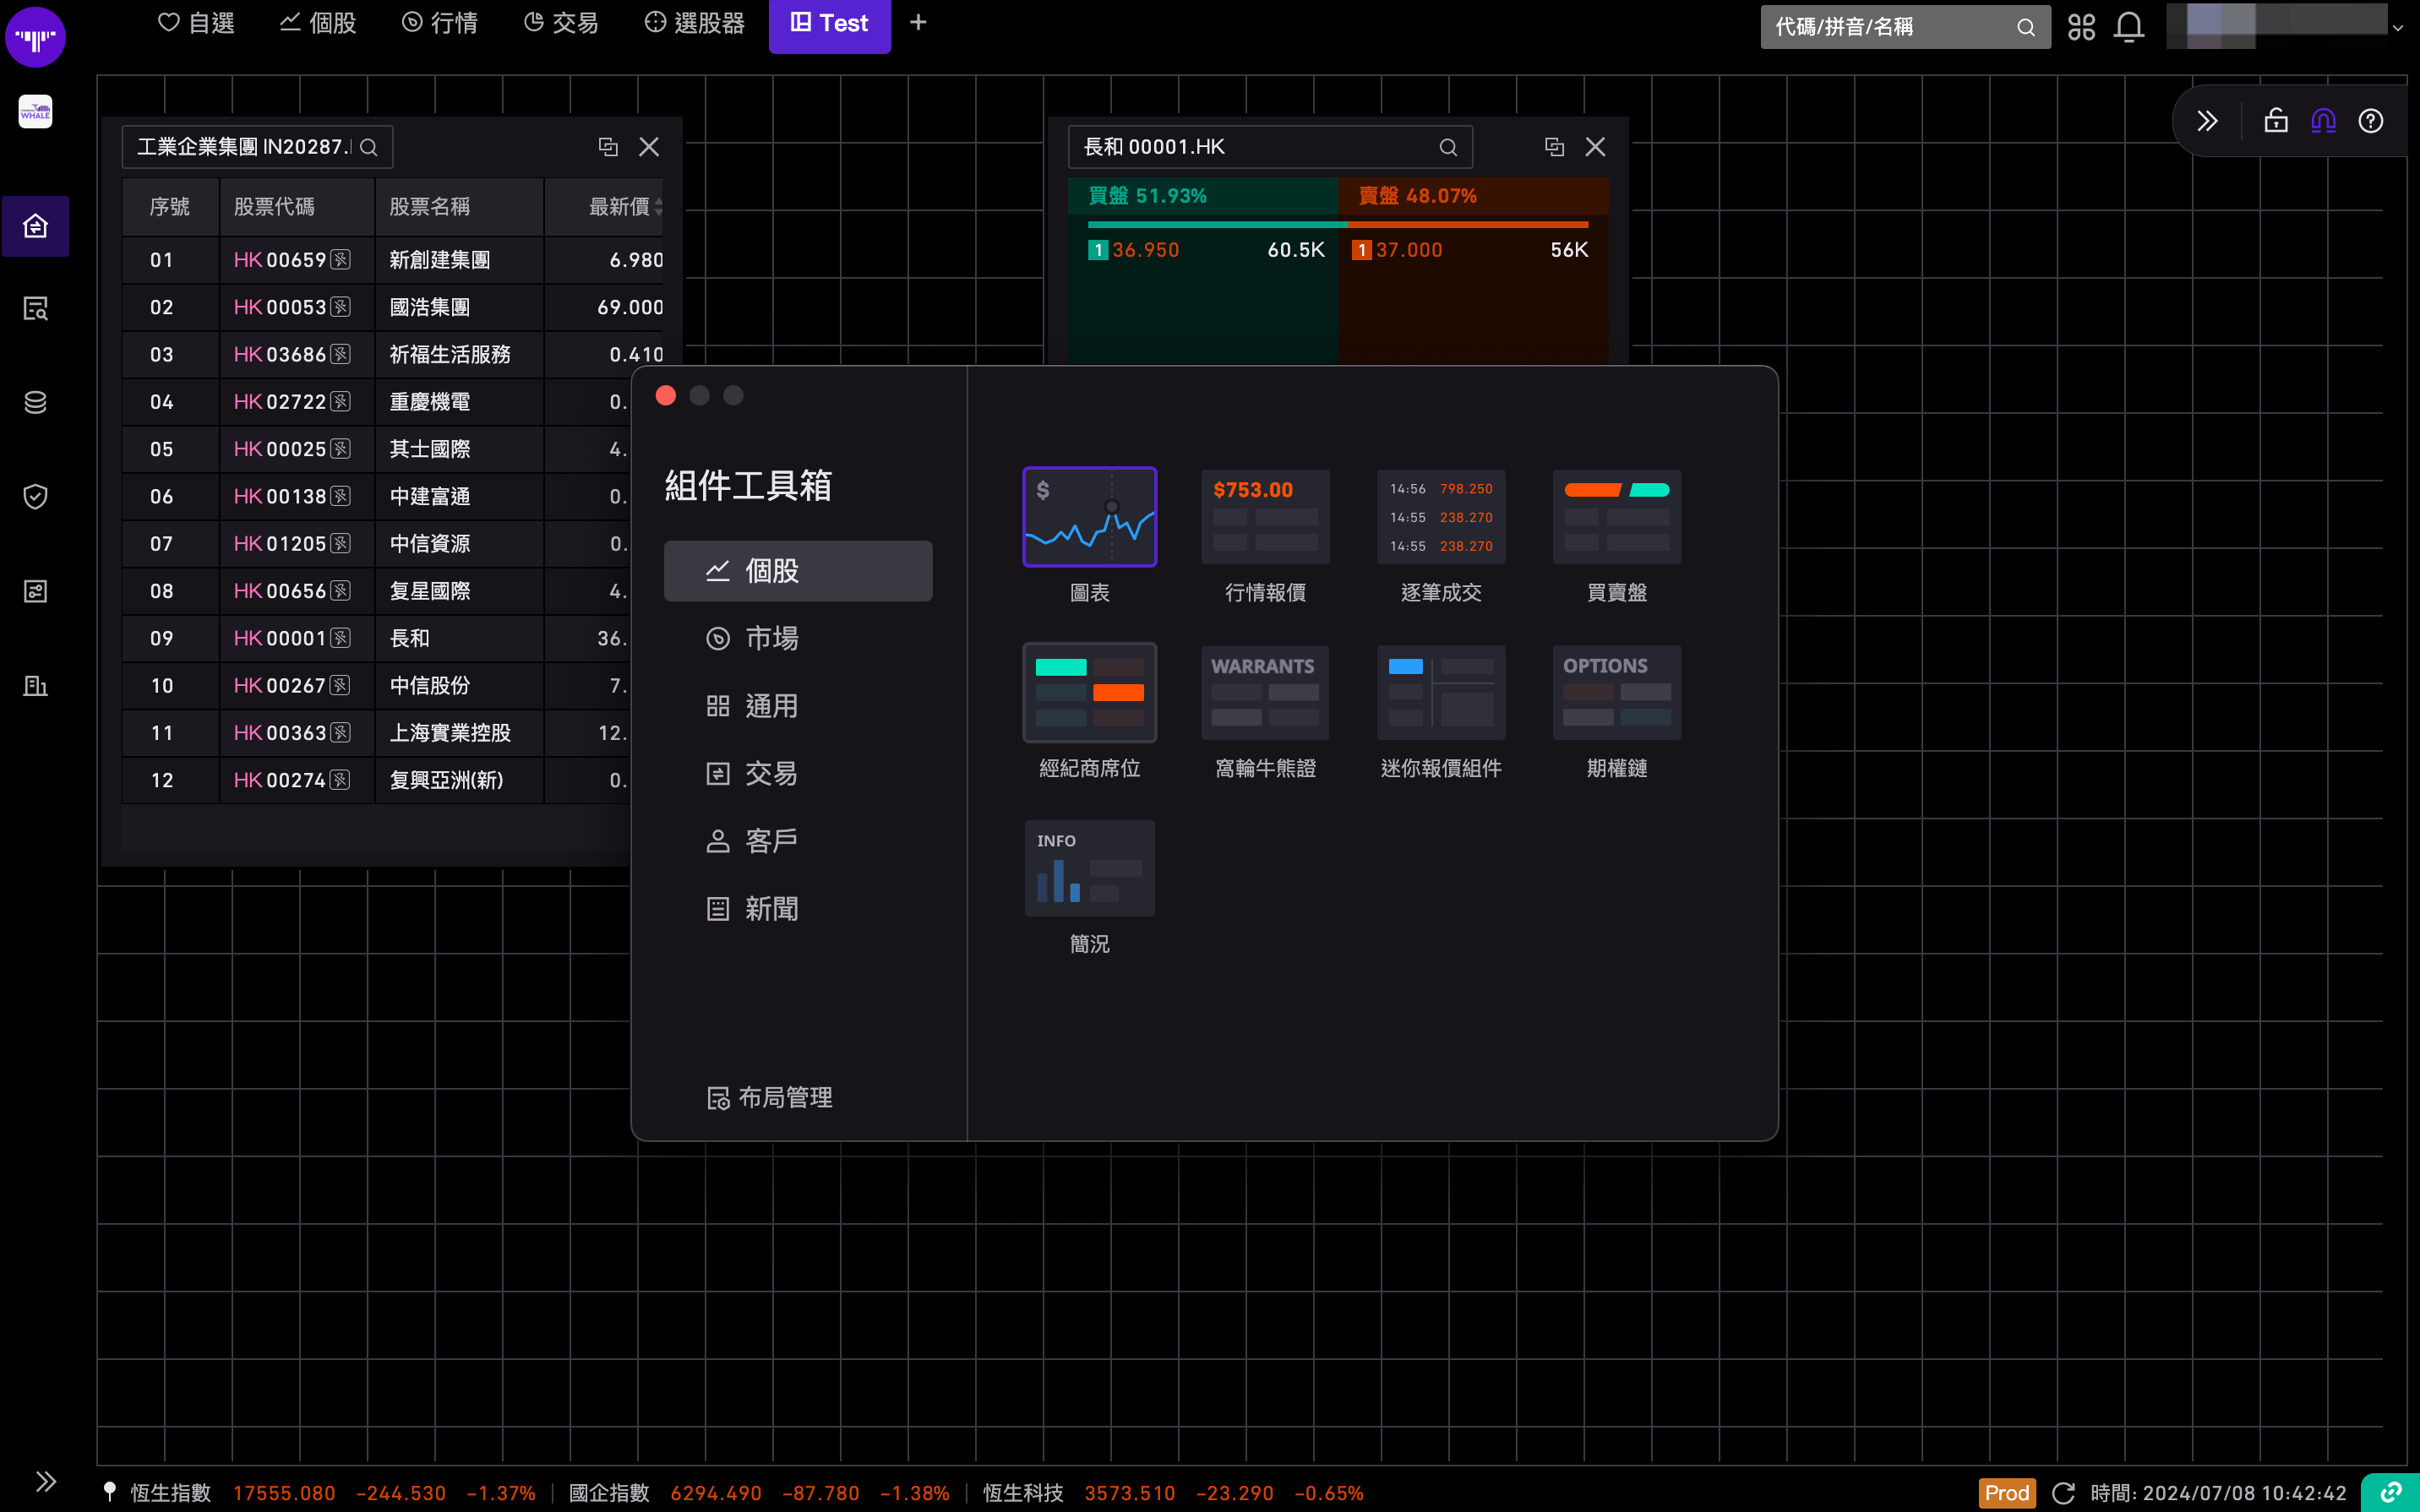 自選 個股 行情 交易 選股器 Test
代碼/拼音/名稱
WHALE
工業企業集團 IN20287.
序號 股票代碼 股票名稱 最新價
01 HK 00659 新創建集團 6.980
02 HK 00053 國浩集團 69.000
03 HK 03686 祈福生活服務 0.410
04 HK 02722 重慶機電 0.
05 HK 00025 其士國際 4.
06 HK 00138 中建富通 0.
07 HK 01205 中信資源 0.
08 HK 00656 复星國際 4.
09 HK 00001 長和 36.
10 HK 00267 中信股份 7.
11 HK 00363 上海實業控股 12.
12 HK 00274 复興亞洲(新) 0.
長和 00001.HK
買盤 51.93% 賣盤 48.07%
1 36.950 60.5K 1 37.000 56K
組件工具箱
個股
市場
通用
交易
客戶
新聞
布局管理
$
圖表
$753.00
行情報價
14:56 798.250
14:55 238.270
14:55 238.270
逐筆成交
買賣盤
經紀商席位
WARRANTS
窩輪牛熊證
迷你報價組件
OPTIONS
期權鏈
INFO
簡況
恆生指數 17555.080 -244.530 -1.37% 國企指數 6294.490 -87.780 -1.38% 恆生科技 3573.510 -23.290 -0.65%
Prod 時間: 2024/07/08 10:42:42